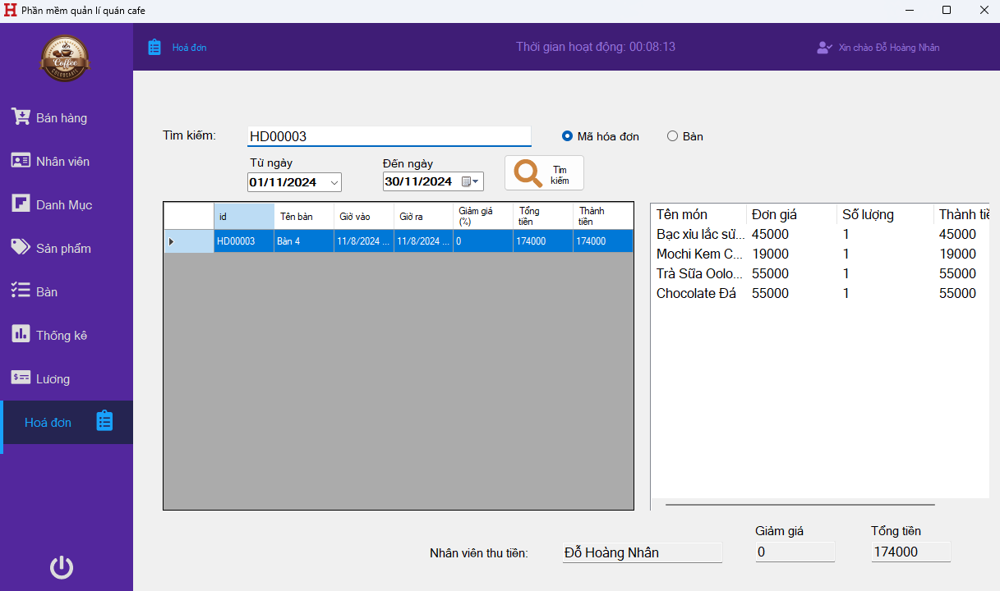 Phần mềm quản lí quán cafe
Coffee
Hoá đơn
Thời gian hoạt động: 00:08:13
Xin chào Đỗ Hoàng Nhân
Bán hàng
Nhân viên
Danh Mục
Sản phẩm
Bàn
Thống kê
Lương
Hoá đơn
Tìm kiếm:
HD00003
Mã hóa đơn
Bàn
Từ ngày
Đến ngày
01/11/2024
30/11/2024
Tìm
kiếm
id Tên bàn Giờ vào Giờ ra Giảm giá (%) Tổng tiền Thành tiền
HD00003 Bàn 4 11/8/2024 ... 11/8/2024 ... 0 174000 174000
Tên món Đơn giá Số lượng Thành tiề
Bạc xỉu lắc sữ... 45000 1 45000
Mochi Kem C... 19000 1 19000
Trà Sữa Oolo... 55000 1 55000
Chocolate Đá 55000 1 55000
Giảm giá
Tổng tiền
Nhân viên thu tiền:
Đỗ Hoàng Nhân
0
174000